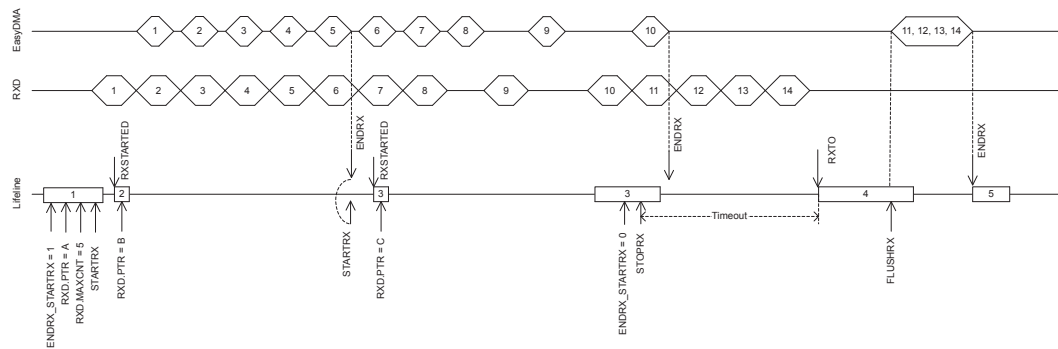 EasyDMA
1
2
3
4
5
6
7
8
9
10
11, 12, 13, 14
RXD
1
2
3
4
5
6
7
8
9
10
11
12
13
14
RXSTARTED
ENDRX
RXSTARTED
ENDRX
RXTO
ENDRX
Lifeline
1
2
3
3
4
5
Timeout
ENDRX_STARTRX = 1
RXD.PTR = A
RXD.MAXCNT = 5
STARTRX
RXD.PTR = B
STARTRX
RXD.PTR = C
ENDRX_STARTRX = 0
STOPRX
FLUSHRX